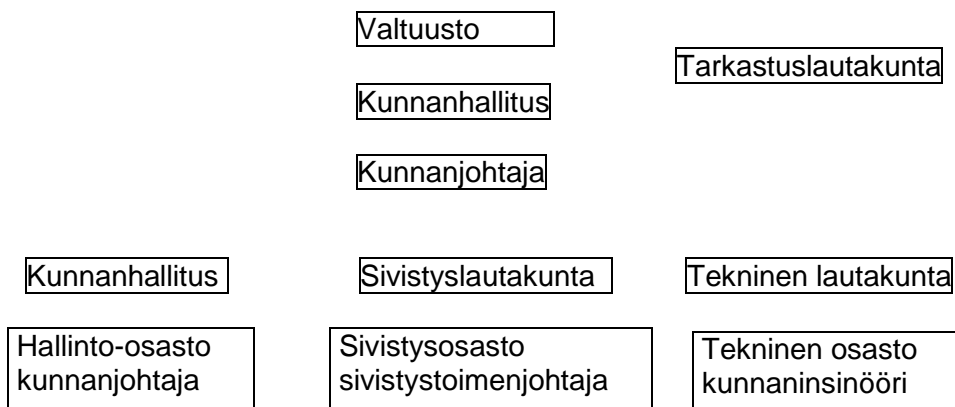 Valtuusto
Tarkastuslautakunta
Kunnanhallitus
Kunnanjohtaja
Kunnanhallitus
Sivistyslautakunta
Tekninen lautakunta
Hallinto-osasto
kunnanjohtaja
Sivistysosasto
sivistystoimenjohtaja
Tekninen osasto
kunnaninsinööri